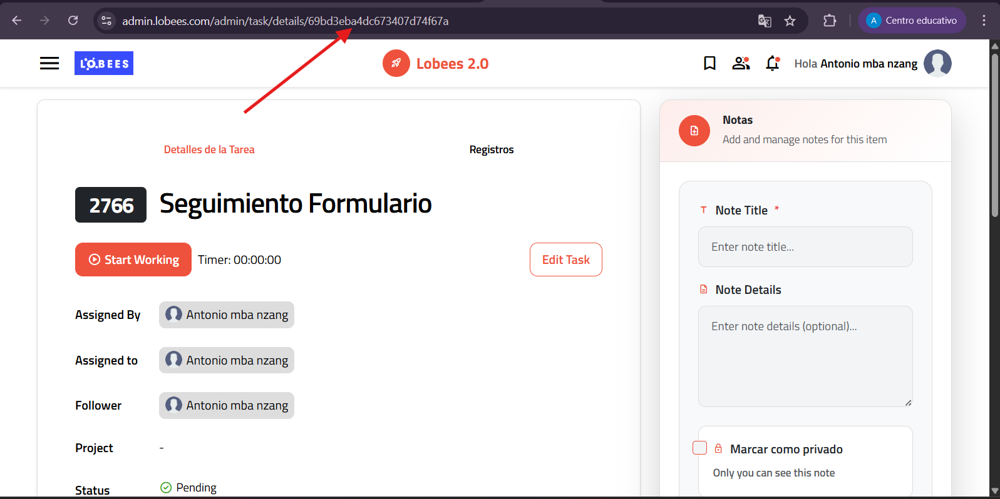 admin.lobees.com/admin/task/details/69bd3eba4dc673407d74f67a
A Centro educativo
LOBEES
Lobees 2.0
Hola Antonio mba nzang
Detalles de la Tarea
Registros
2766
Seguimiento Formulario
Start Working
Timer: 00:00:00
Edit Task
Assigned By
Antonio mba nzang
Assigned to
Antonio mba nzang
Follower
Antonio mba nzang
Project
-
Status
Pending
Notas
Add and manage notes for this item
Note Title *
Enter note title...
Note Details
Enter note details (optional)...
Marcar como privado
Only you can see this note